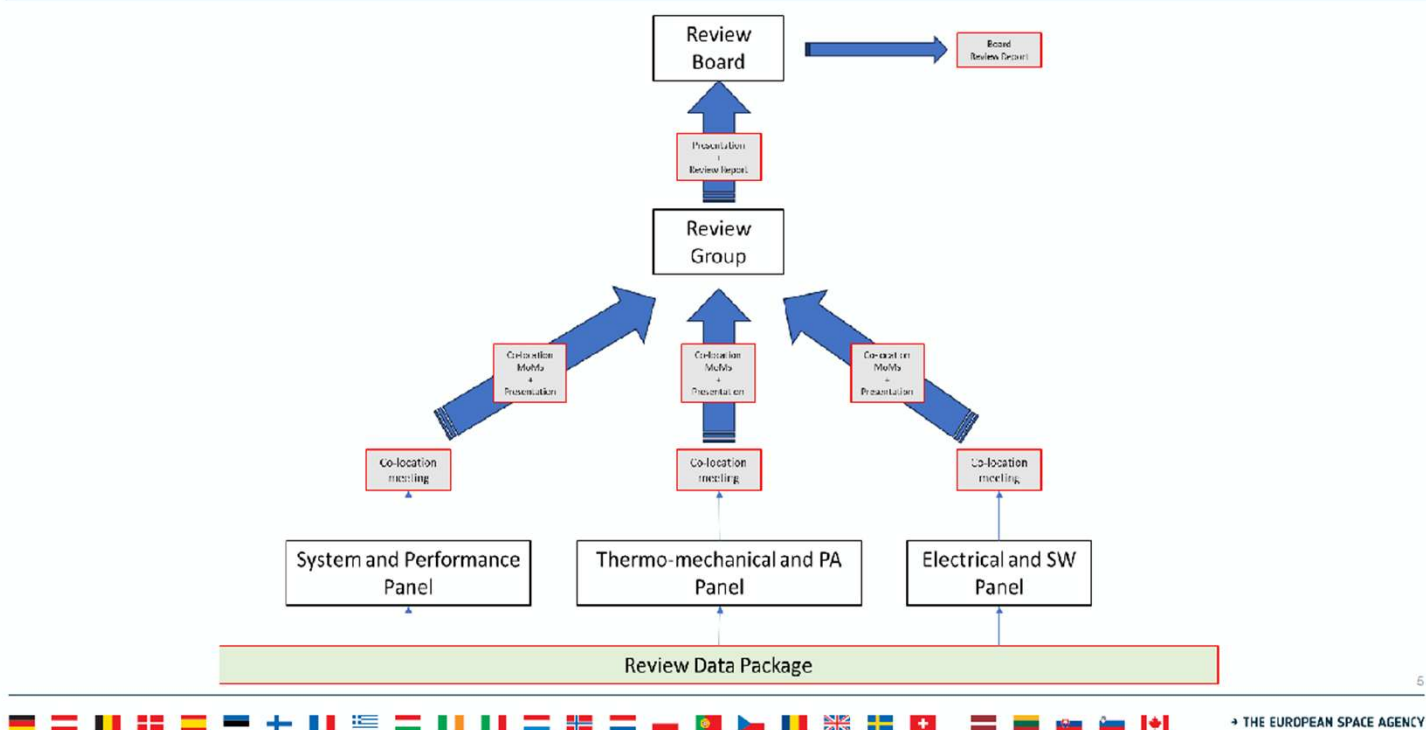 Review
Board
Board
Review Report
Presentation
+
Review Report
Review
Group
Co-location
MoMs
+
Presentation
Co-location
MoMs
+
Presentation
Co-location
MoMs
+
Presentation
Co-location
meeting
Co-location
meeting
Co-location
meeting
System and Performance
Panel
Thermo-mechanical and PA
Panel
Electrical and SW
Panel
Review Data Package
5
→ THE EUROPEAN SPACE AGENCY